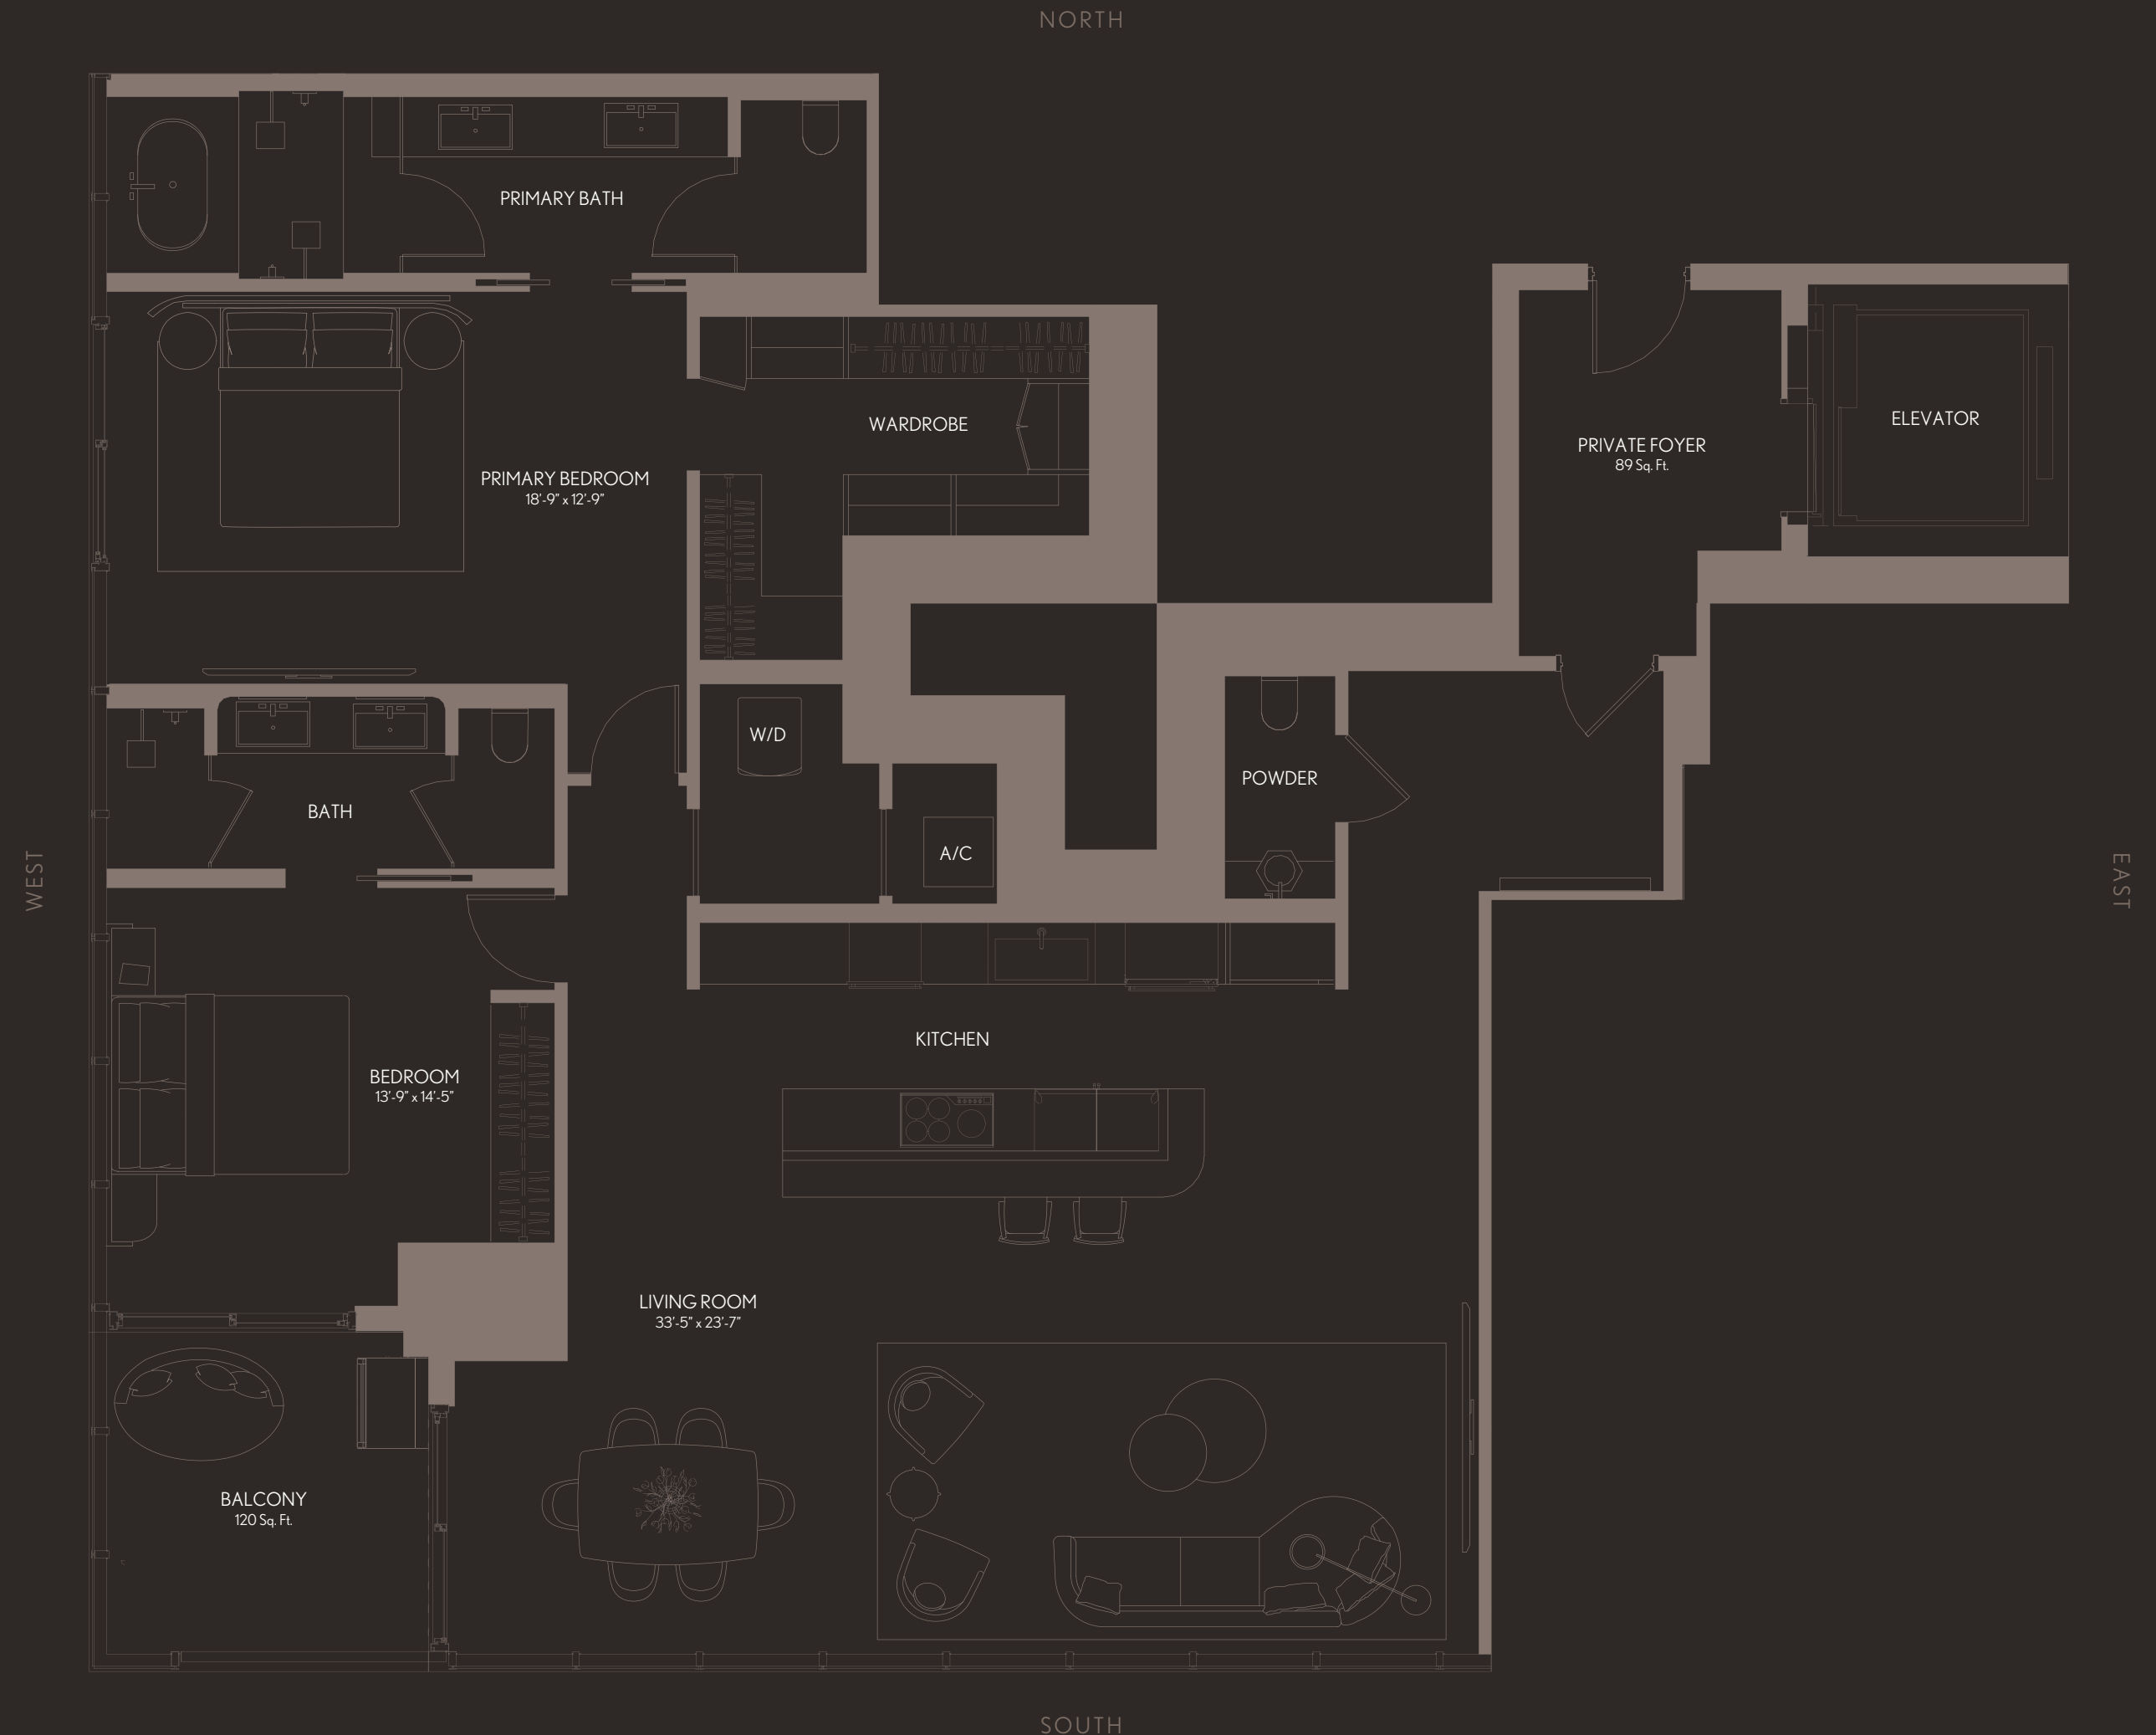 NORTH
PRIMARY BATH
WARDROBE
ELEVATOR
PRIVATE FOYER
89 Sq. Ft.
PRIMARY BEDROOM
18'-9" x 12'-9"
W/D
POWDER
BATH
A/C
WEST
EAST
KITCHEN
BEDROOM
13'-9" x 14'-5"
LIVING ROOM
33'-5" x 23'-7"
BALCONY
120 Sq. Ft.
SOUTH